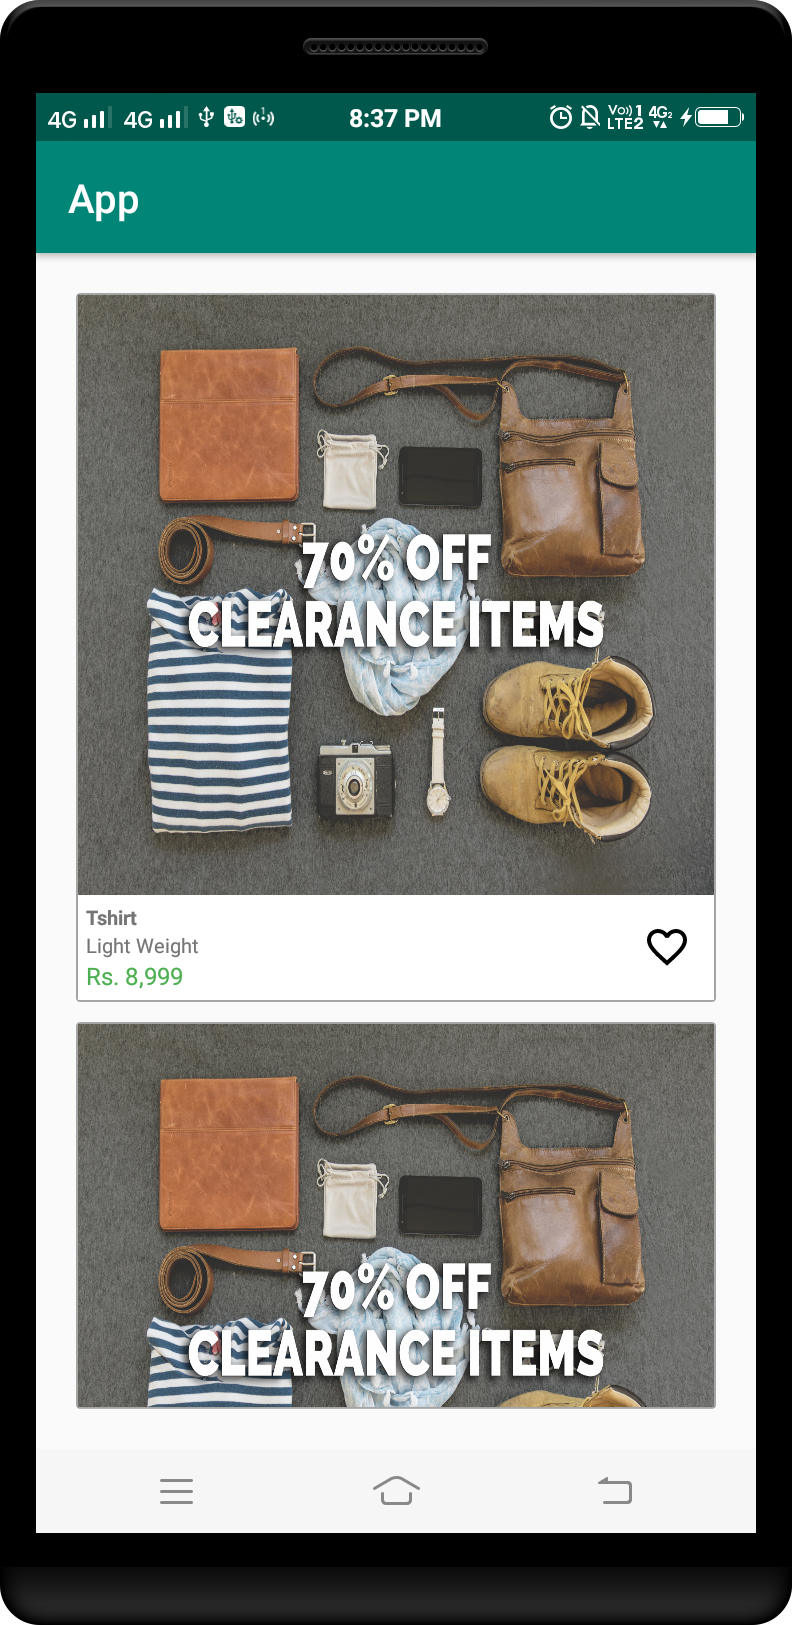 4G 4G 8:37 PM Vo)) 1 LTE2 4G2
App
70% OFF
CLEARANCE ITEMS
Tshirt
Light Weight
Rs. 8,999
70% OFF
CLEARANCE ITEMS